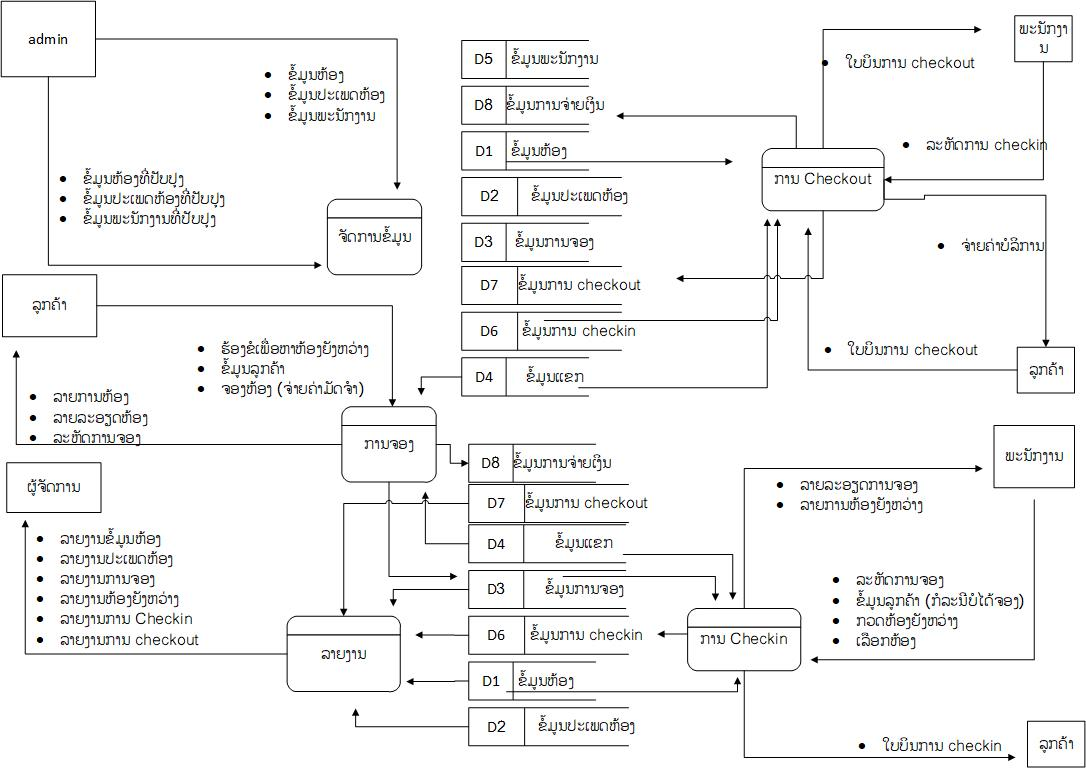 admin
• ຂໍ້ມູນຫ້ອງ
• ຂໍ້ມູນປະເພດຫ້ອງ
• ຂໍ້ມູນພະນັກງານ
• ຂໍ້ມູນຫ້ອງທີ່ປັບປຸງ
• ຂໍ້ມູນປະເພດຫ້ອງທີ່ປັບປຸງ
• ຂໍ້ມູນພະນັກງານທີ່ປັບປຸງ
ຈັດການຂໍ້ມູນ
D5 ຂໍ້ມູນພະນັກງານ
D8 ຂໍ້ມູນການຈ່າຍເງິນ
D1 ຂໍ້ມູນຫ້ອງ
D2 ຂໍ້ມູນປະເພດຫ້ອງ
D3 ຂໍ້ມູນການຈອງ
D7 ຂໍ້ມູນການ checkout
D6 ຂໍ້ມູນການ checkin
D4 ຂໍ້ມູນແຂກ
ພະນັກງາ
ນ
• ໃບບິນການ checkout
• ລະຫັດການ checkin
ການ Checkout
• ຈ່າຍຄ່າບໍລິການ
• ໃບບິນການ checkout
ລູກຄ້າ
ລູກຄ້າ
• ຮ້ອງຂໍເພື່ອຫາຫ້ອງຍັງຫວ່າງ
• ຂໍ້ມູນລູກຄ້າ
• ຈອງຫ້ອງ (ຈ່າຍຄ່າມັດຈຳ)
• ລາຍການຫ້ອງ
• ລາຍລະອຽດຫ້ອງ
• ລະຫັດການຈອງ
ການຈອງ
ຜູ້ຈັດການ
• ລາຍງານຂໍ້ມູນຫ້ອງ
• ລາຍງານປະເພດຫ້ອງ
• ລາຍງານການຈອງ
• ລາຍງານຫ້ອງຍັງຫວ່າງ
• ລາຍງານການ Checkin
• ລາຍງານການ checkout
ລາຍງານ
D8 ຂໍ້ມູນການຈ່າຍເງິນ
D7 ຂໍ້ມູນການ checkout
D4 ຂໍ້ມູນແຂກ
D3 ຂໍ້ມູນການຈອງ
D6 ຂໍ້ມູນການ checkin
D1 ຂໍ້ມູນຫ້ອງ
D2 ຂໍ້ມູນປະເພດຫ້ອງ
ພະນັກງານ
• ລາຍລະອຽດການຈອງ
• ລາຍການຫ້ອງຍັງຫວ່າງ
• ລະຫັດການຈອງ
• ຂໍ້ມູນລູກຄ້າ (ກໍລະນີບໍ່ໄດ້ຈອງ)
• ກວດຫ້ອງຍັງຫວ່າງ
• ເລືອກຫ້ອງ
ການ Checkin
• ໃບບິນການ checkin
ລູກຄ້າ